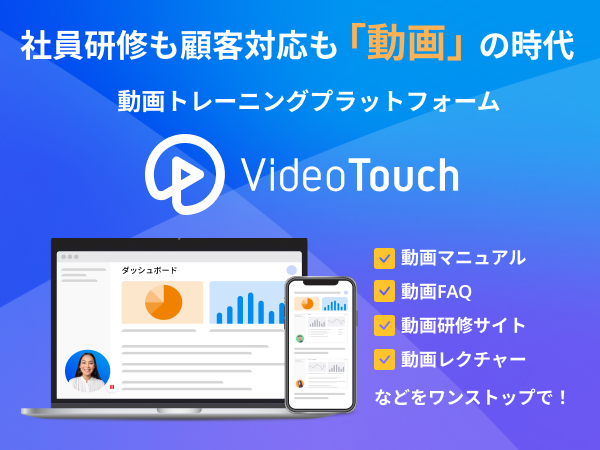 社員研修も顧客対応も「動画」の時代
動画トレーニングプラットフォーム
VideoTouch
ダッシュボード
動画マニュアル
動画FAQ
動画研修サイト
動画レクチャー
などをワンストップで！